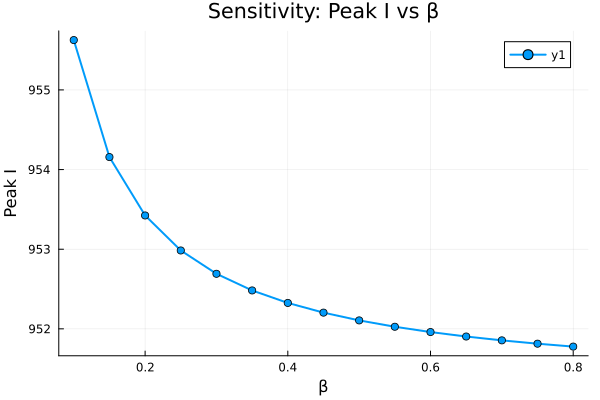 Sensitivity: Peak I vs β
y1
Peak I
955
954
953
952
0.2 0.4 0.6 0.8
β